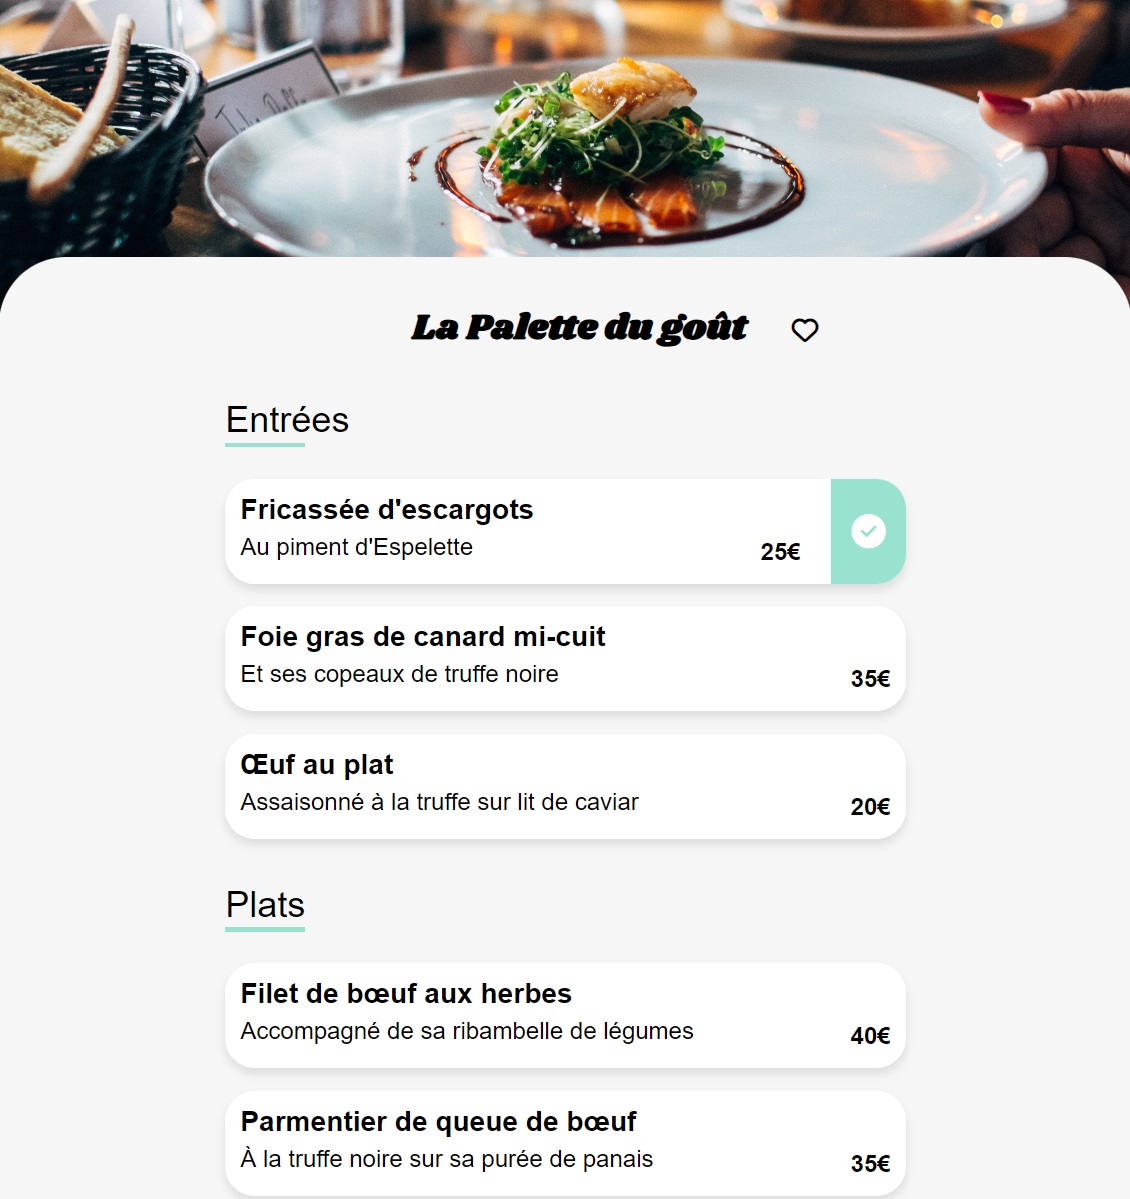 La Palette du goût
Entrées
Fricassée d'escargots
Au piment d'Espelette
25€
Foie gras de canard mi-cuit
Et ses copeaux de truffe noire
35€
Œuf au plat
Assaisonné à la truffe sur lit de caviar
20€
Plats
Filet de bœuf aux herbes
Accompagné de sa ribambelle de légumes
40€
Parmentier de queue de bœuf
À la truffe noire sur sa purée de panais
35€